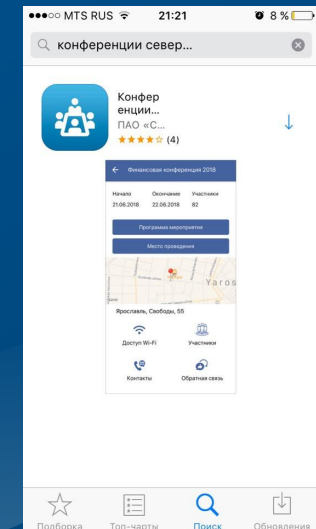 ●●●○○ MTS RUS 21:21 8 %
конференции север...
Конфер
енции...
ПАО «С...
★★★★☆ (4)
Финансовая конференция 2018
Начало Окончание Участники
21.06.2018 22.06.2018 82
Программа мероприятия
Место проведения
Yaros
Ярославль, Свободы, 55
Доступ Wi-Fi Участники
Контакты Обратная связь
Подборка Топ-чарты Поиск Обновления